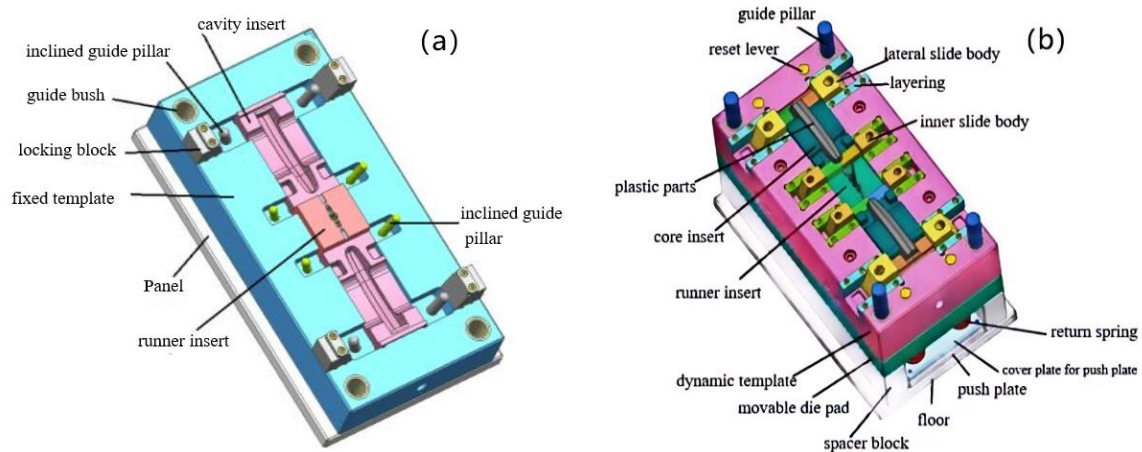 cavity insert
(a)
inclined guide pillar
guide bush
locking block
fixed template
inclined guide
pillar
Panel
runner insert
guide pillar
(b)
reset lever
lateral slide body
layering
inner slide body
plastic parts
core insert
runner insert
return spring
dynamic template
cover plate for push plate
movable die pad
push plate
floor
spacer block